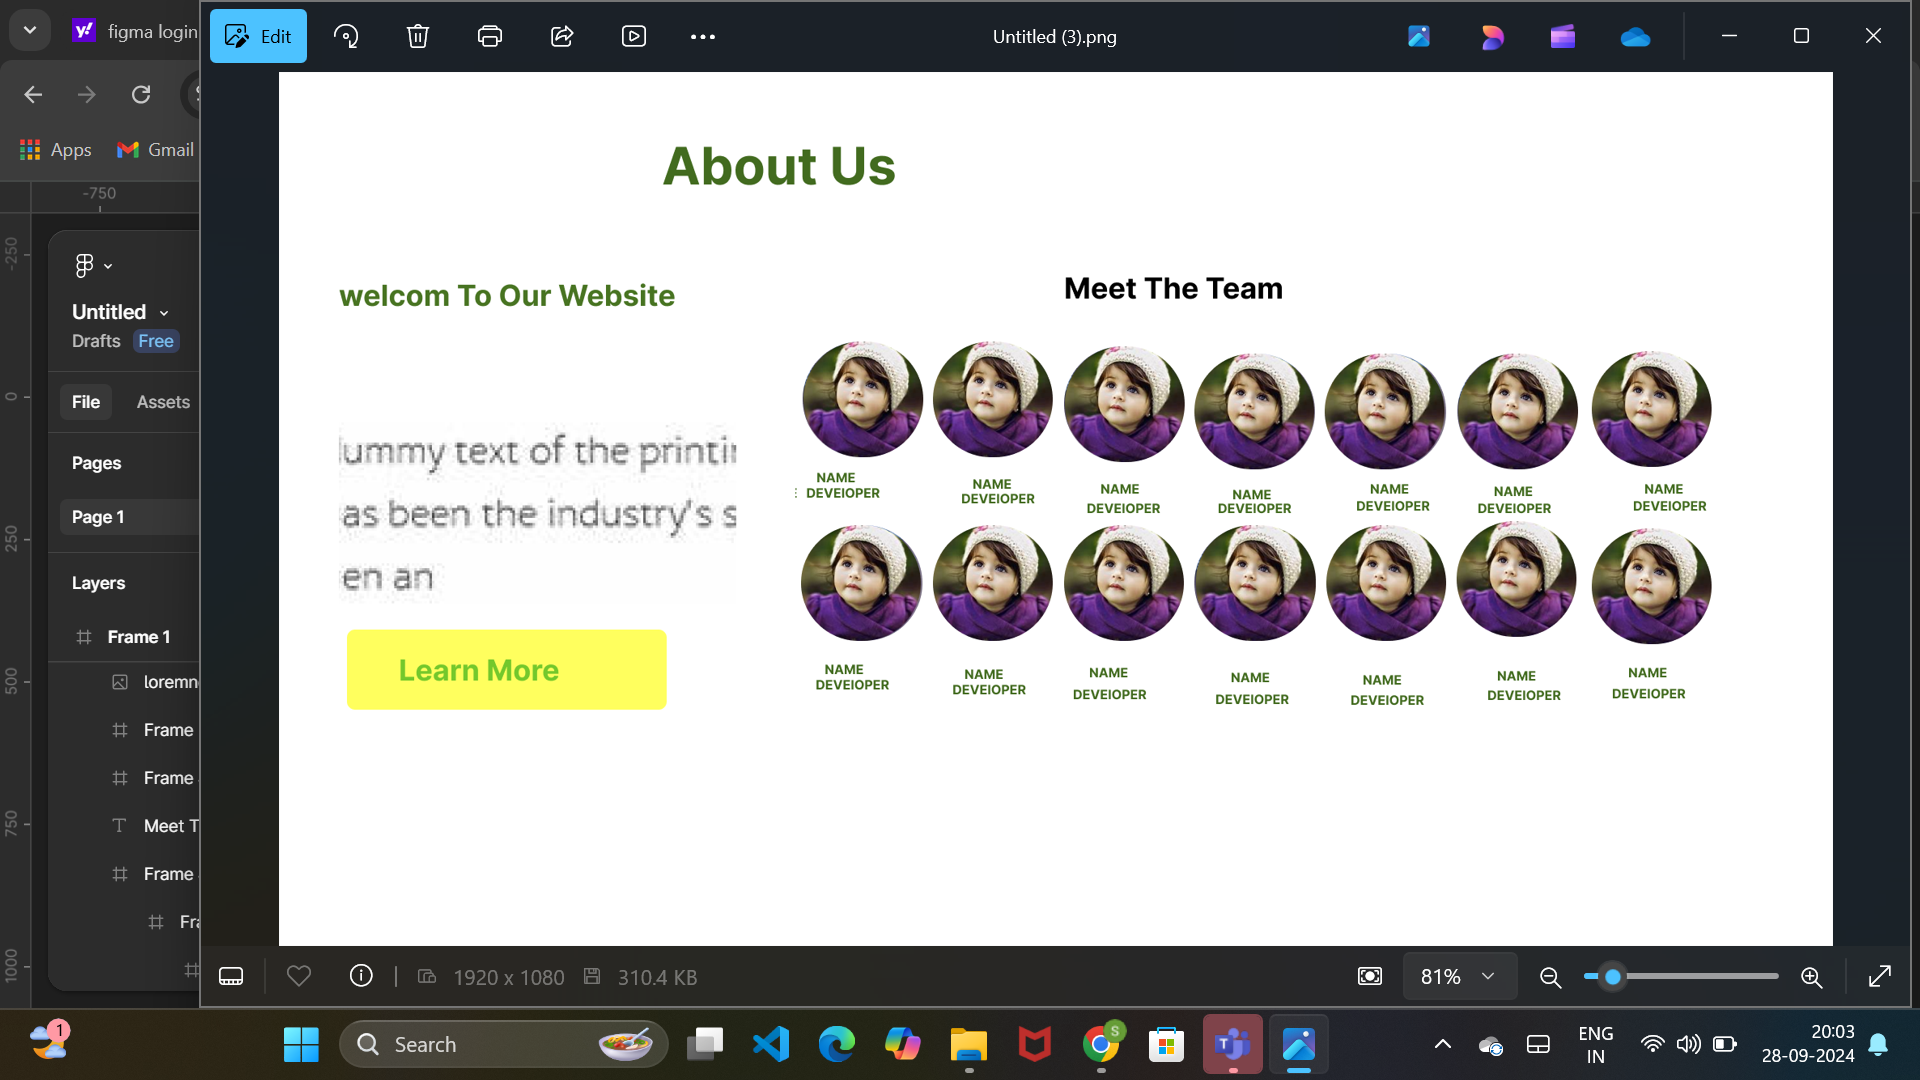 figma login
Edit
Untitled (3).png
Apps
Gmail
-750
-250
0
250
500
750
1000
Untitled
Drafts
Free
File
Assets
Pages
Page 1
Layers
Frame 1
loremn
Frame
Frame
Meet T
Frame
Fra
About Us
welcom To Our Website
Meet The Team
lummy text of the printin
as been the industry's s
en an
Learn More
NAME
DEVEIOPER
NAME
DEVEIOPER
NAME
DEVEIOPER
NAME
DEVEIOPER
NAME
DEVEIOPER
NAME
DEVEIOPER
NAME
DEVEIOPER
NAME
DEVEIOPER
NAME
DEVEIOPER
NAME
DEVEIOPER
NAME
DEVEIOPER
NAME
DEVEIOPER
NAME
DEVEIOPER
NAME
DEVEIOPER
1920 x 1080
310.4 KB
81%
1
Search
S
ENG
IN
20:03
28-09-2024